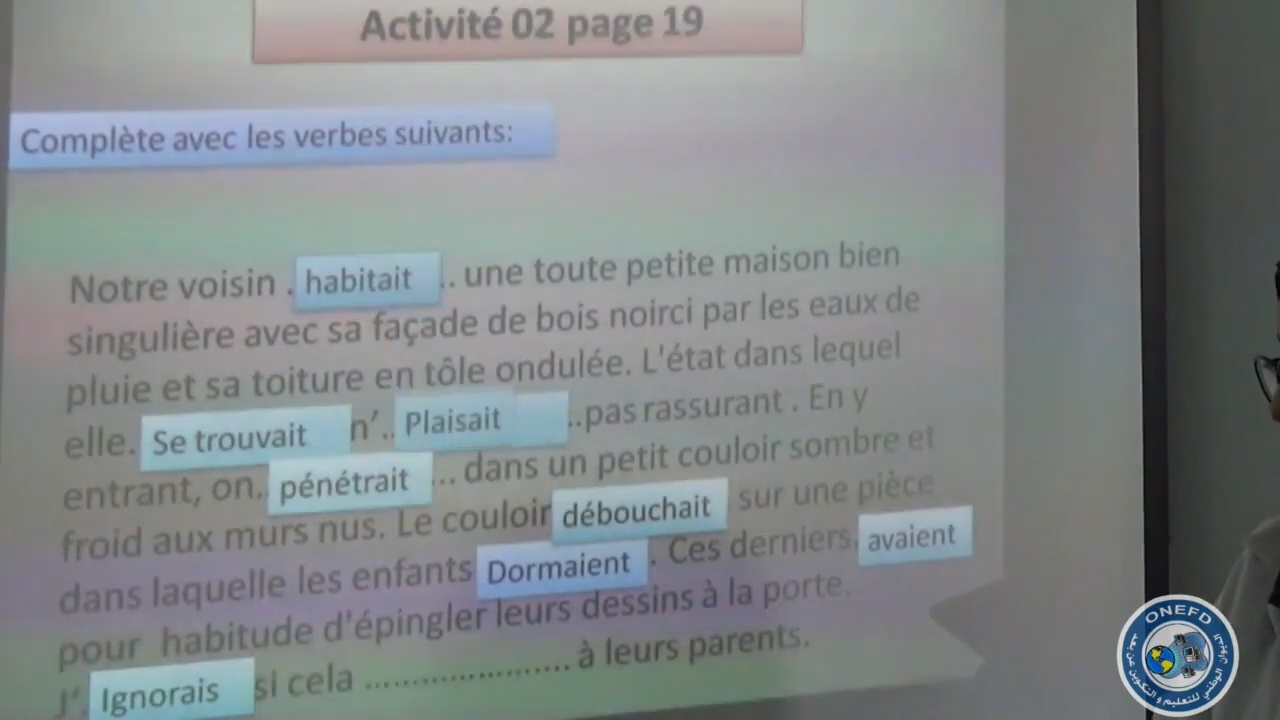 Activité 02 page 19
Complète avec les verbes suivants:
Notre voisin . habitait .. une toute petite maison bien
singulière avec sa façade de bois noirci par les eaux de
pluie et sa toiture en tôle ondulée. L'état dans lequel
elle. Se trouvait n'.. Plaisait ..pas rassurant . En y
entrant, on. pénétrait ... dans un petit couloir sombre et
froid aux murs nus. Le couloir débouchait sur une pièce
dans laquelle les enfants Dormaient . Ces derniers. avaient
pour habitude d'épingler leurs dessins à la porte.
J'. Ignorais si cela ...................... à leurs parents.
ONEFD